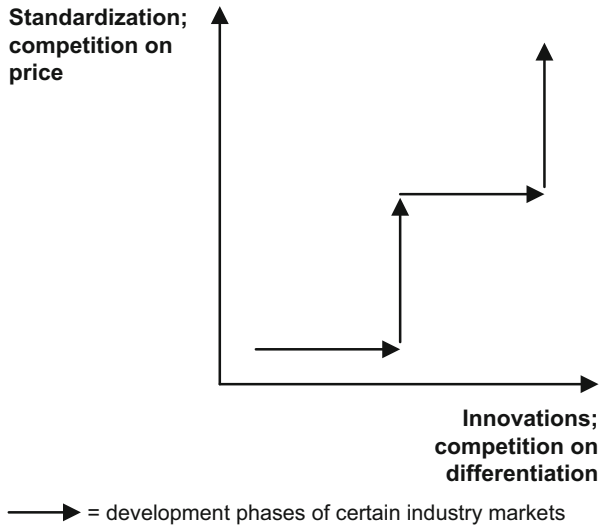 Standardization;
competition on
price
Innovations;
competition on
differentiation
= development phases of certain industry markets